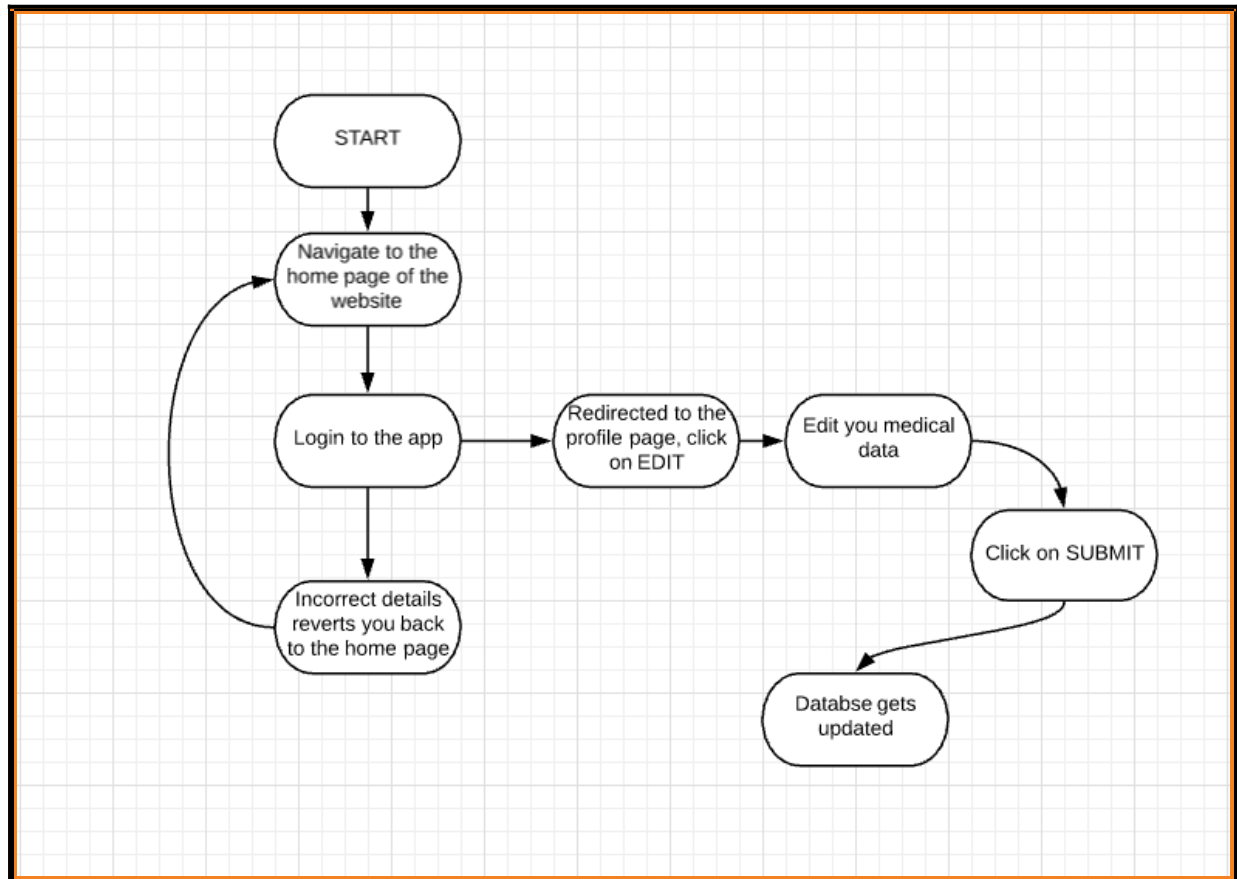 START
Navigate to the
home page of the
website
Login to the app
Redirected to the
profile page, click
on EDIT
Edit you medical
data
Click on SUBMIT
Incorrect details
reverts you back
to the home page
Databse gets
updated